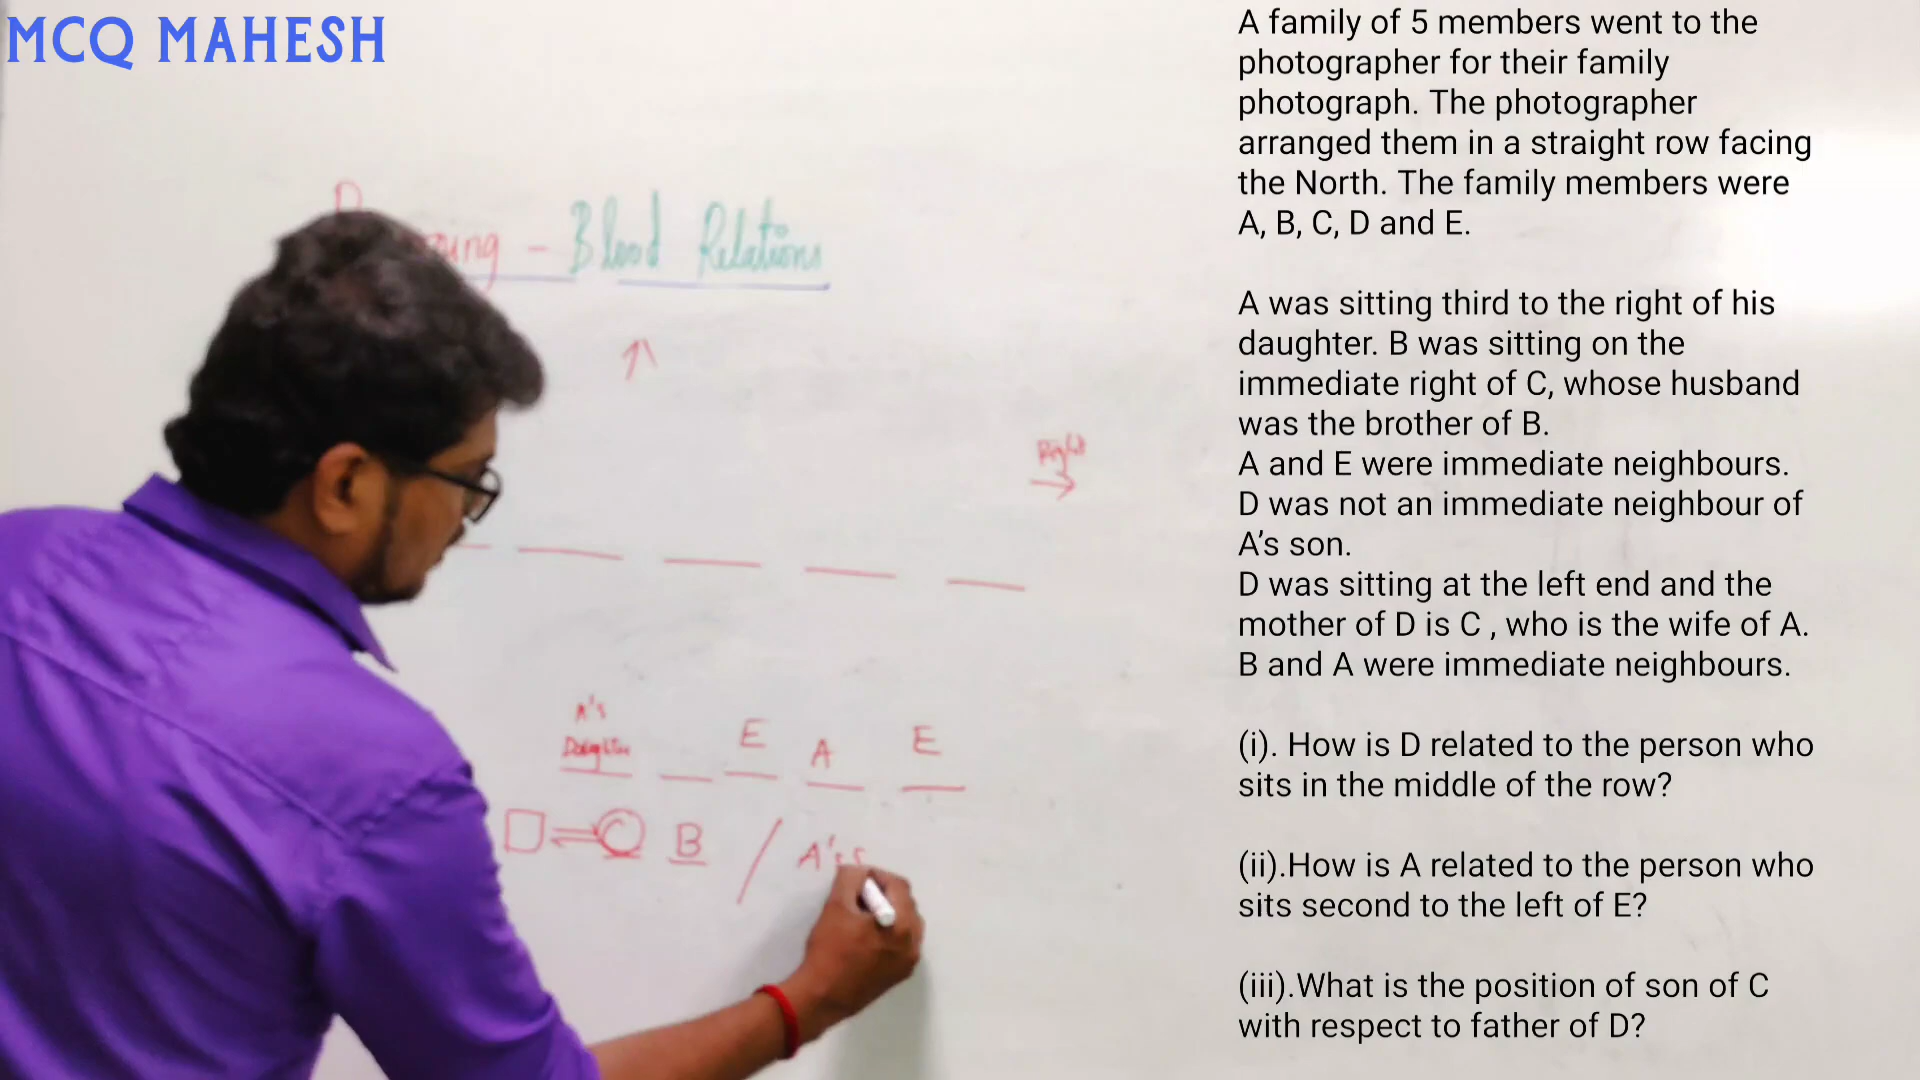 MCQ MAHESH
A family of 5 members went to the
photographer for their family
photograph. The photographer
arranged them in a straight row facing
the North. The family members were
A, B, C, D and E.
A was sitting third to the right of his
daughter. B was sitting on the
immediate right of C, whose husband
was the brother of B.
A and E were immediate neighbours.
D was not an immediate neighbour of
A’s son.
D was sitting at the left end and the
mother of D is C , who is the wife of A.
B and A were immediate neighbours.
(i). How is D related to the person who
sits in the middle of the row?
(ii).How is A related to the person who
sits second to the left of E?
(iii).What is the position of son of C
with respect to father of D?
- Blood Relations
Right
A's
Daughter E A E
C B / A's